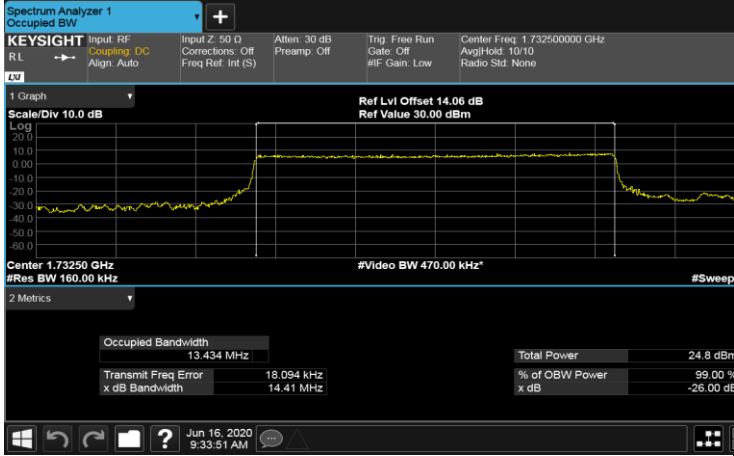 Spectrum Analyzer 1
Occupied BW
+
KEYSIGHT
RL
LXI
Input: RF
Coupling: DC
Align: Auto
Input Z: 50 Ω
Corrections: Off
Freq Ref: Int (S)
Atten: 30 dB
Preamp: Off
Trig: Free Run
Gate: Off
#IF Gain: Low
Center Freq: 1.732500000 GHz
Avg|Hold: 10/10
Radio Std: None
1 Graph
Scale/Div 10.0 dB
Ref Lvl Offset 14.06 dB
Ref Value 30.00 dBm
Log
20.0
10.0
0.00
-10.0
-20.0
-30.0
-40.0
-50.0
-60.0
Center 1.73250 GHz
#Res BW 160.00 kHz
#Video BW 470.00 kHz*
#Sweep
2 Metrics
Occupied Bandwidth
13.434 MHz
Transmit Freq Error 18.094 kHz
x dB Bandwidth 14.41 MHz
Total Power 24.8 dBm
% of OBW Power 99.00 %
x dB -26.00 dB
?
Jun 16, 2020
9:33:51 AM